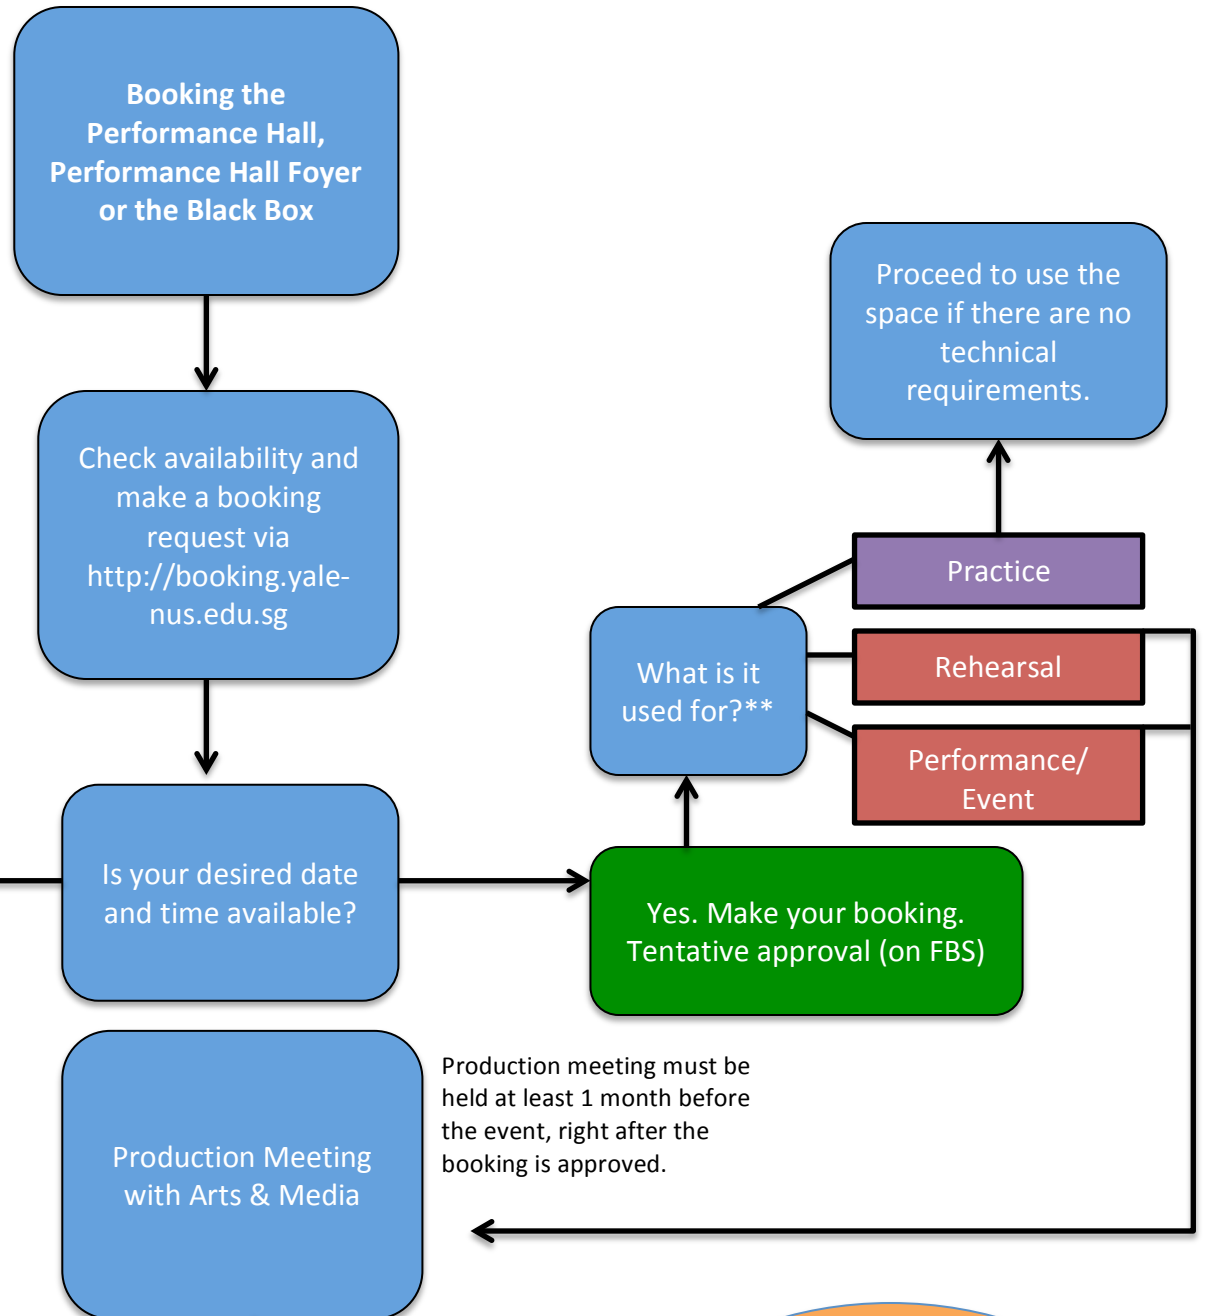 Booking the
Performance Hall,
Performance Hall Foyer
or the Black Box
Check availability and
make a booking
request via
http://booking.yale-
nus.edu.sg
Is your desired date
and time available?
Yes. Make your booking.
Tentative approval (on FBS)
What is it
used for?**
Practice
Rehearsal
Performance/
Event
Proceed to use the
space if there are no
technical
requirements.
Production Meeting
with Arts & Media
Production meeting must be
held at least 1 month before
the event, right after the
booking is approved.